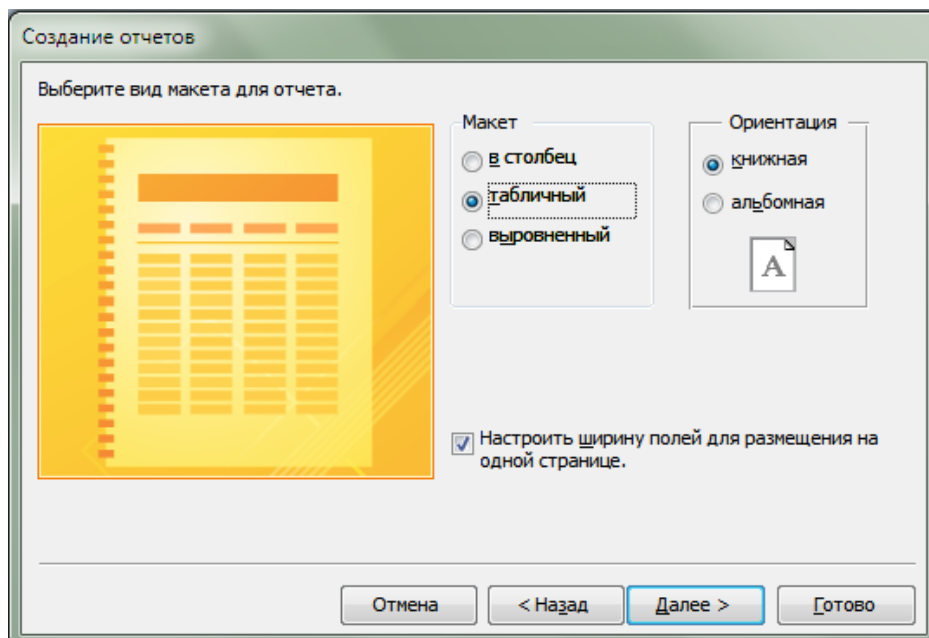 Создание отчетов
Выберите вид макета для отчета.
Макет
в столбец
табличный
выровненный
Ориентация
книжная
альбомная
A
Настроить ширину полей для размещения на
одной странице.
Отмена
< Назад
Далее >
Готово